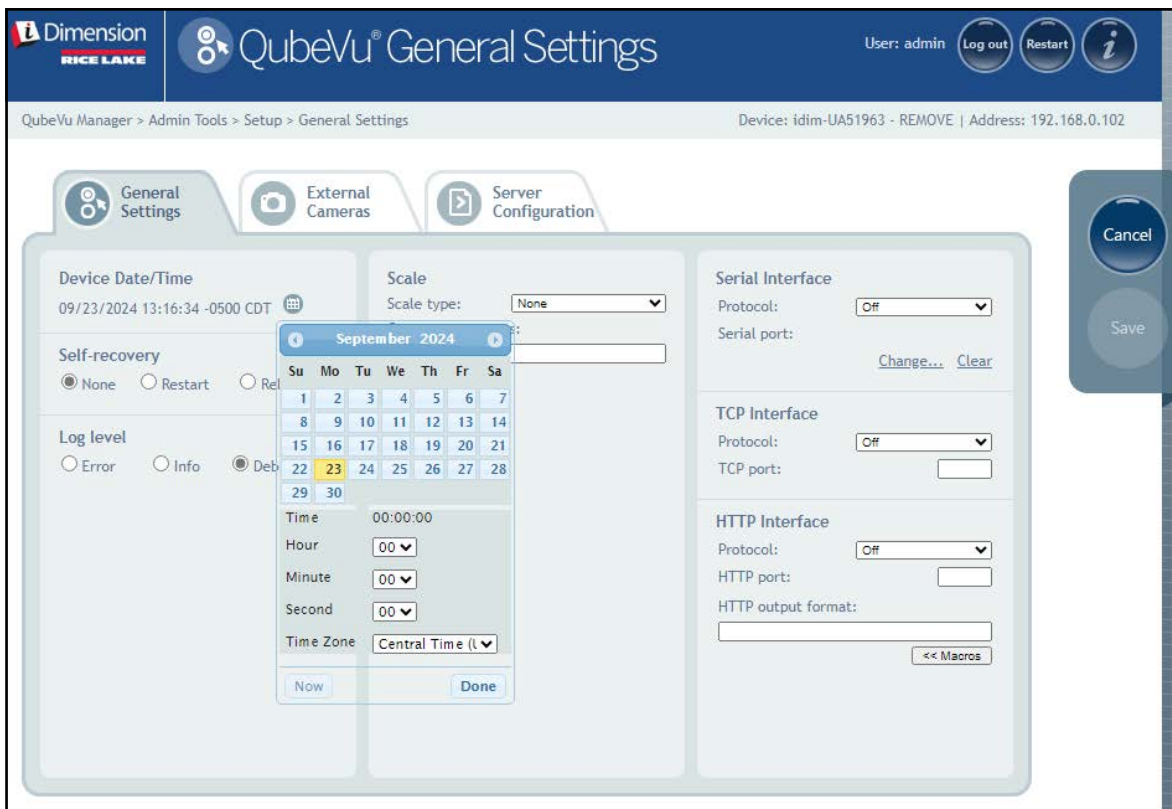 iDimension
RICE LAKE
QubeVu® General Settings
User: admin
Log out
Restart
i
QubeVu Manager > Admin Tools > Setup > General Settings
Device: idim-UA51963 - REMOVE | Address: 192.168.0.102
General
Settings
External
Cameras
Server
Configuration
Cancel
Save
Device Date/Time
09/23/2024 13:16:34 -0500 CDT
Self-recovery
None Restart
Log level
Error Info
September 2024
Su Mo Tu We Th Fr Sa
1 2 3 4 5 6 7
8 9 10 11 12 13 14
15 16 17 18 19 20 21
22 23 24 25 26 27 28
29 30
Time 00:00:00
Hour 00
Minute 00
Second 00
Time Zone Central Time (
Now Done
Scale
Scale type: None
Serial Interface
Protocol: Off
Serial port:
Change... Clear
TCP Interface
Protocol: Off
TCP port:
HTTP Interface
Protocol: Off
HTTP port:
HTTP output format:
<< Macros